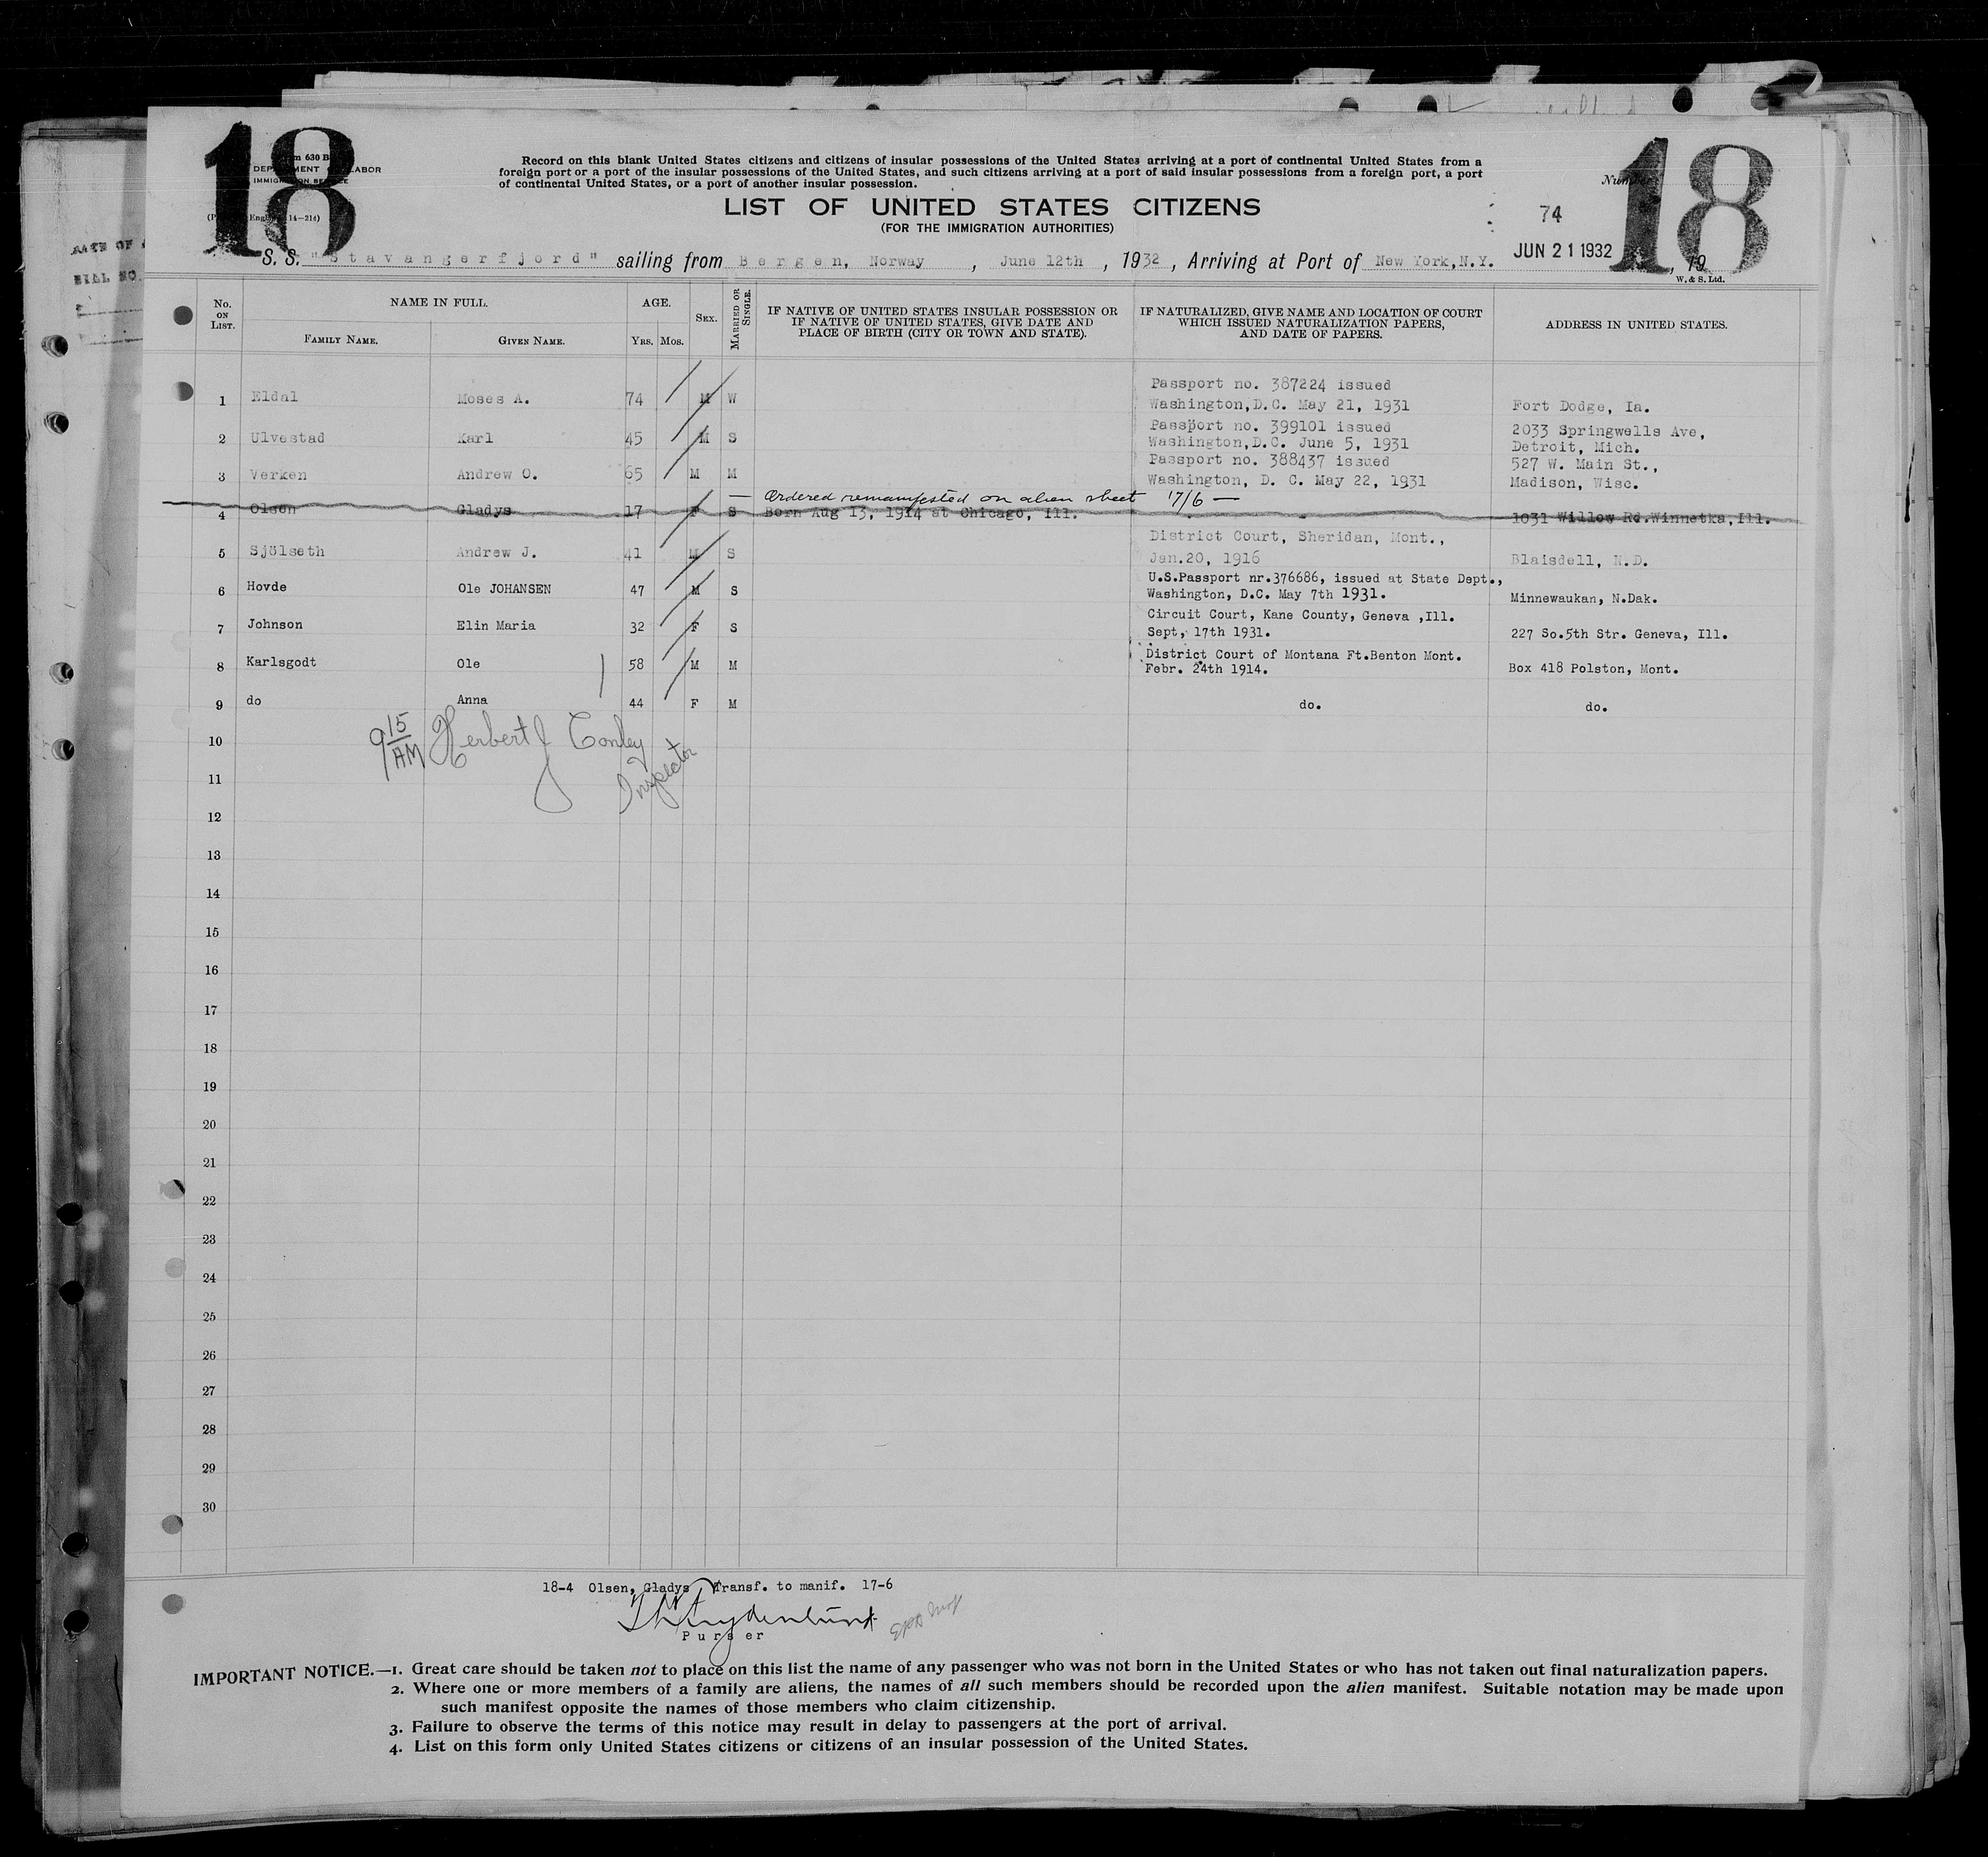 18
18
Form 630 B
DEPARTMENT OF LABOR
IMMIGRATION SERVICE
14-214)
Record on this blank United States citizens and citizens of insular possessions of the United States arriving at a port of continental United States from a
foreign port or a port of the insular possessions of the United States, and such citizens arriving at a port of said insular possessions from a foreign port, a port
of continental United States, or a port of another insular possession.
Number
LIST OF UNITED STATES CITIZENS
74
(FOR THE IMMIGRATION AUTHORITIES)
S. S. "Stavangerfjord" sailing from Bergen, Norway, June 12th, 1932, Arriving at Port of New York, N.Y. JUN 21 1932, 19
W. & S. Ltd.
No. ON LIST.
NAME IN FULL.
FAMILY NAME.
GIVEN NAME.
AGE.
YRS. MOS.
SEX.
MARRIED OR SINGLE.
IF NATIVE OF UNITED STATES INSULAR POSSESSION OR
IF NATIVE OF UNITED STATES, GIVE DATE AND
PLACE OF BIRTH (CITY OR TOWN AND STATE).
IF NATURALIZED, GIVE NAME AND LOCATION OF COURT
WHICH ISSUED NATURALIZATION PAPERS,
AND DATE OF PAPERS.
ADDRESS IN UNITED STATES.
Passport no. 387224 issued
1 Eldal Moses A. 74 M W Washington, D.C. May 21, 1931 Fort Dodge, Ia.
Passport no. 399101 issued 2033 Springwells Ave,
2 Ulvestad Karl 45 M S Washington, D.C. June 5, 1931 Detroit, Mich.
Passport no. 388437 issued 527 W. Main St.,
3 Verken Andrew O. 65 M M Washington, D. C. May 22, 1931 Madison, Wisc.
— Ordered remanifested on alien sheet 17/6 —
4 Olsen Gladys 17 F S Born Aug 13, 1914 at Chicago, Ill. 1031 Willow Rd.Winnetka,Ill.
District Court, Sheridan, Mont.,
5 Sjölseth Andrew J. 41 M S Jan.20, 1916 Blaisdell, N.D.
U.S.Passport nr.376686, issued at State Dept.,
6 Hovde Ole JOHANSEN 47 M S Washington, D.C. May 7th 1931. Minnewaukan, N.Dak.
Circuit Court, Kane County, Geneva ,Ill.
7 Johnson Elin Maria 32 F S Sept, 17th 1931. 227 So.5th Str. Geneva, Ill.
District Court of Montana Ft.Benton Mont.
8 Karlsgodt Ole 58 M M Febr. 24th 1914. Box 418 Polston, Mont.
9 do Anna 44 F M do. do.
9 15 AM Herbert J Conley
Inspector
10
11
12
13
14
15
16
17
18
19
20
21
22
23
24
25
26
27
28
29
30
18-4 Olsen, Gladys Transf. to manif. 17-6
Purser
IMPORTANT NOTICE.—1. Great care should be taken not to place on this list the name of any passenger who was not born in the United States or who has not taken out final naturalization papers.
2. Where one or more members of a family are aliens, the names of all such members should be recorded upon the alien manifest. Suitable notation may be made upon
such manifest opposite the names of those members who claim citizenship.
3. Failure to observe the terms of this notice may result in delay to passengers at the port of arrival.
4. List on this form only United States citizens or citizens of an insular possession of the United States.